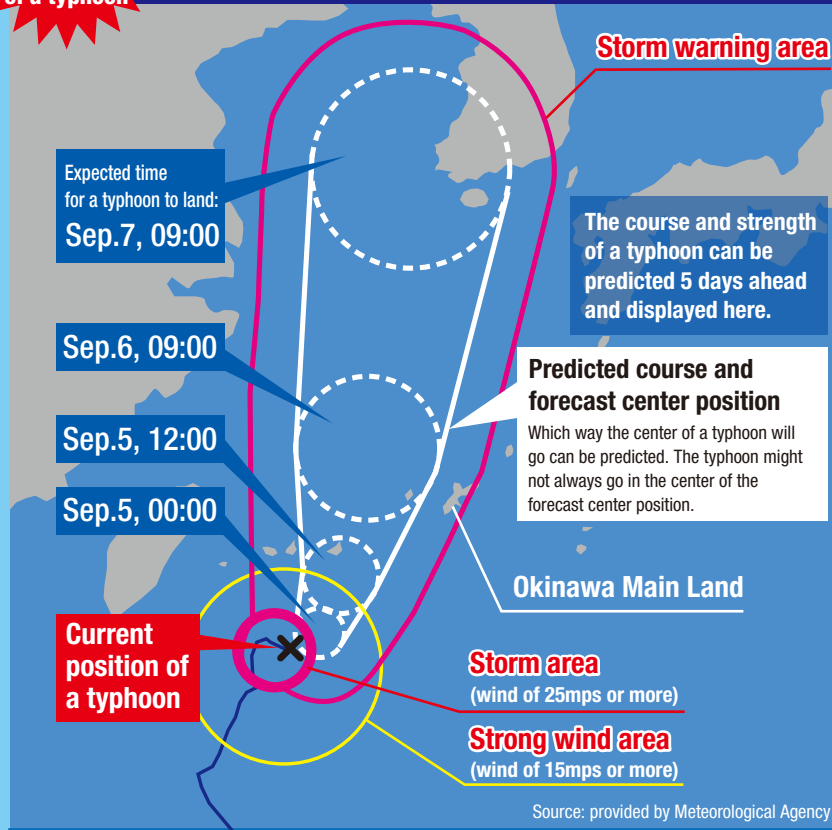 of a typhoon
Storm warning area
Expected time
for a typhoon to land:
Sep.7, 09:00
The course and strength
of a typhoon can be
predicted 5 days ahead
and displayed here.
Sep.6, 09:00
Predicted course and
forecast center position
Which way the center of a typhoon will
go can be predicted. The typhoon might
not always go in the center of the
forecast center position.
Sep.5, 12:00
Sep.5, 00:00
Okinawa Main Land
Current
position of
a typhoon
Storm area
(wind of 25mps or more)
Strong wind area
(wind of 15mps or more)
Source: provided by Meteorological Agency